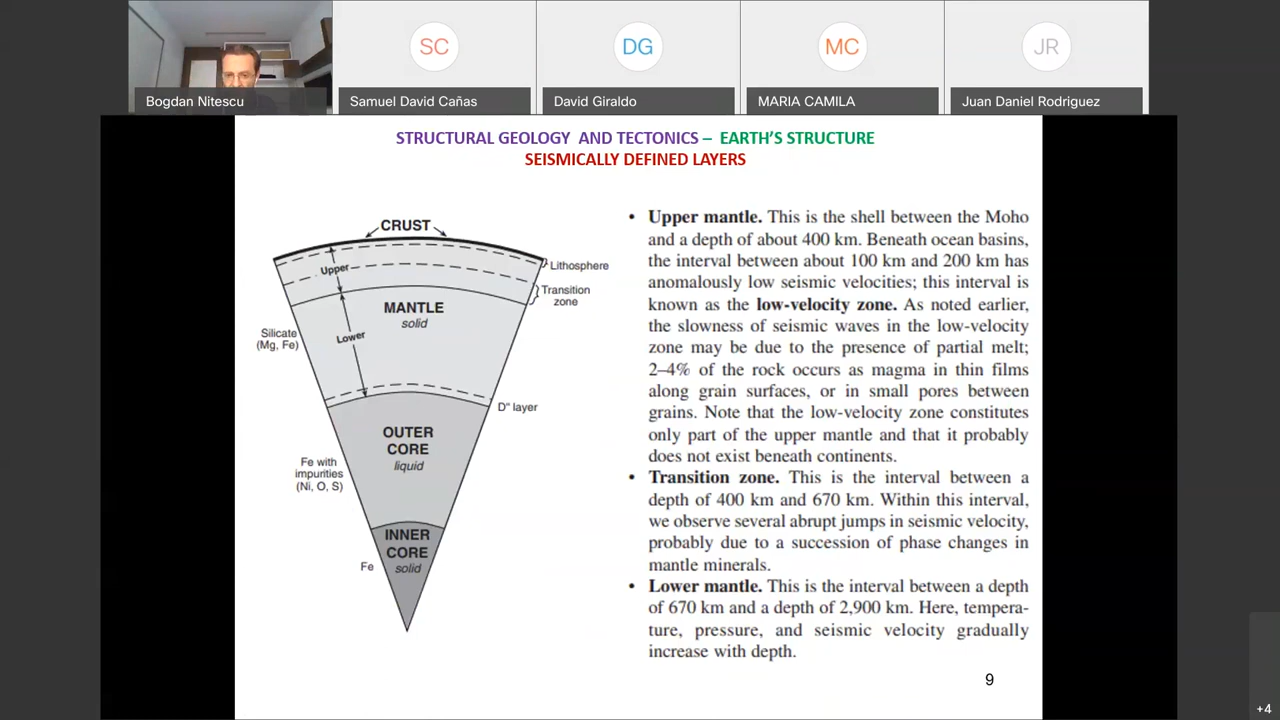 SC
DG
MC
JR
Bogdan Nitescu
Samuel David Cañas
David Giraldo
MARIA CAMILA
Juan Daniel Rodriguez
STRUCTURAL GEOLOGY AND TECTONICS – EARTH'S STRUCTURE
SEISMICALLY DEFINED LAYERS
CRUST
Upper
Lithosphere
Transition
zone
MANTLE
solid
Silicate
(Mg, Fe)
Lower
D" layer
OUTER
CORE
liquid
Fe with
impurities
(Ni, O, S)
INNER
CORE
solid
Fe
• Upper mantle. This is the shell between the Moho
and a depth of about 400 km. Beneath ocean basins,
the interval between about 100 km and 200 km has
anomalously low seismic velocities; this interval is
known as the low-velocity zone. As noted earlier,
the slowness of seismic waves in the low-velocity
zone may be due to the presence of partial melt;
2–4% of the rock occurs as magma in thin films
along grain surfaces, or in small pores between
grains. Note that the low-velocity zone constitutes
only part of the upper mantle and that it probably
does not exist beneath continents.
• Transition zone. This is the interval between a
depth of 400 km and 670 km. Within this interval,
we observe several abrupt jumps in seismic velocity,
probably due to a succession of phase changes in
mantle minerals.
• Lower mantle. This is the interval between a depth
of 670 km and a depth of 2,900 km. Here, tempera-
ture, pressure, and seismic velocity gradually
increase with depth.
9
+4